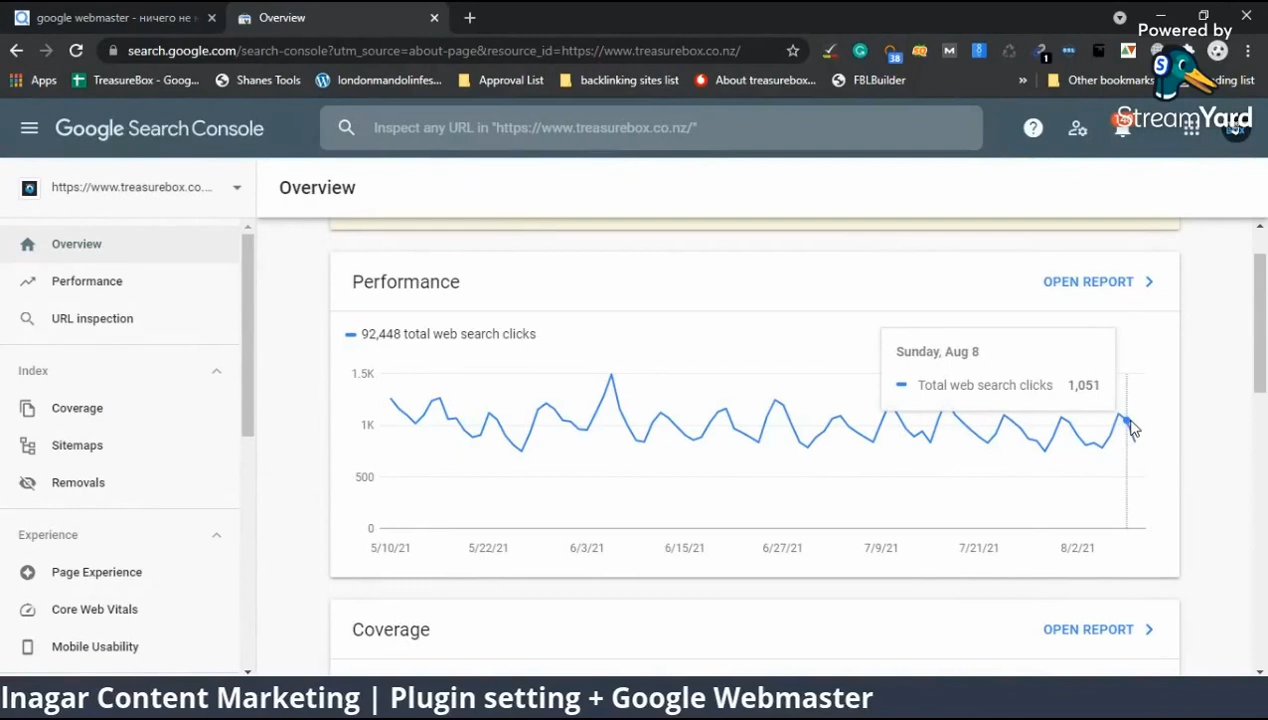 google webmaster - ничего не н
Overview
Powered by
search.google.com/search-console?utm_source=about-page&resource_id=https://www.treasurebox.co.nz/
38
1
Apps
TreasureBox - Goog...
Shanes Tools
londonmandolinfes...
Approval List
backlinking sites list
About treasurebox...
FBLBuilder
»
Other bookmarks
StreamYard
Google Search Console
Inspect any URL in "https://www.treasurebox.co.nz/"
https://www.treasurebox.co....
Overview
Overview
Performance
URL inspection
Index
Coverage
Sitemaps
Removals
Experience
Page Experience
Core Web Vitals
Mobile Usability
Performance
OPEN REPORT
92,448 total web search clicks
Sunday, Aug 8
Total web search clicks 1,051
1.5K
1K
500
0
5/10/21 5/22/21 6/3/21 6/15/21 6/27/21 7/9/21 7/21/21 8/2/21
Coverage
OPEN REPORT
lnagar Content Marketing | Plugin setting + Google Webmaster